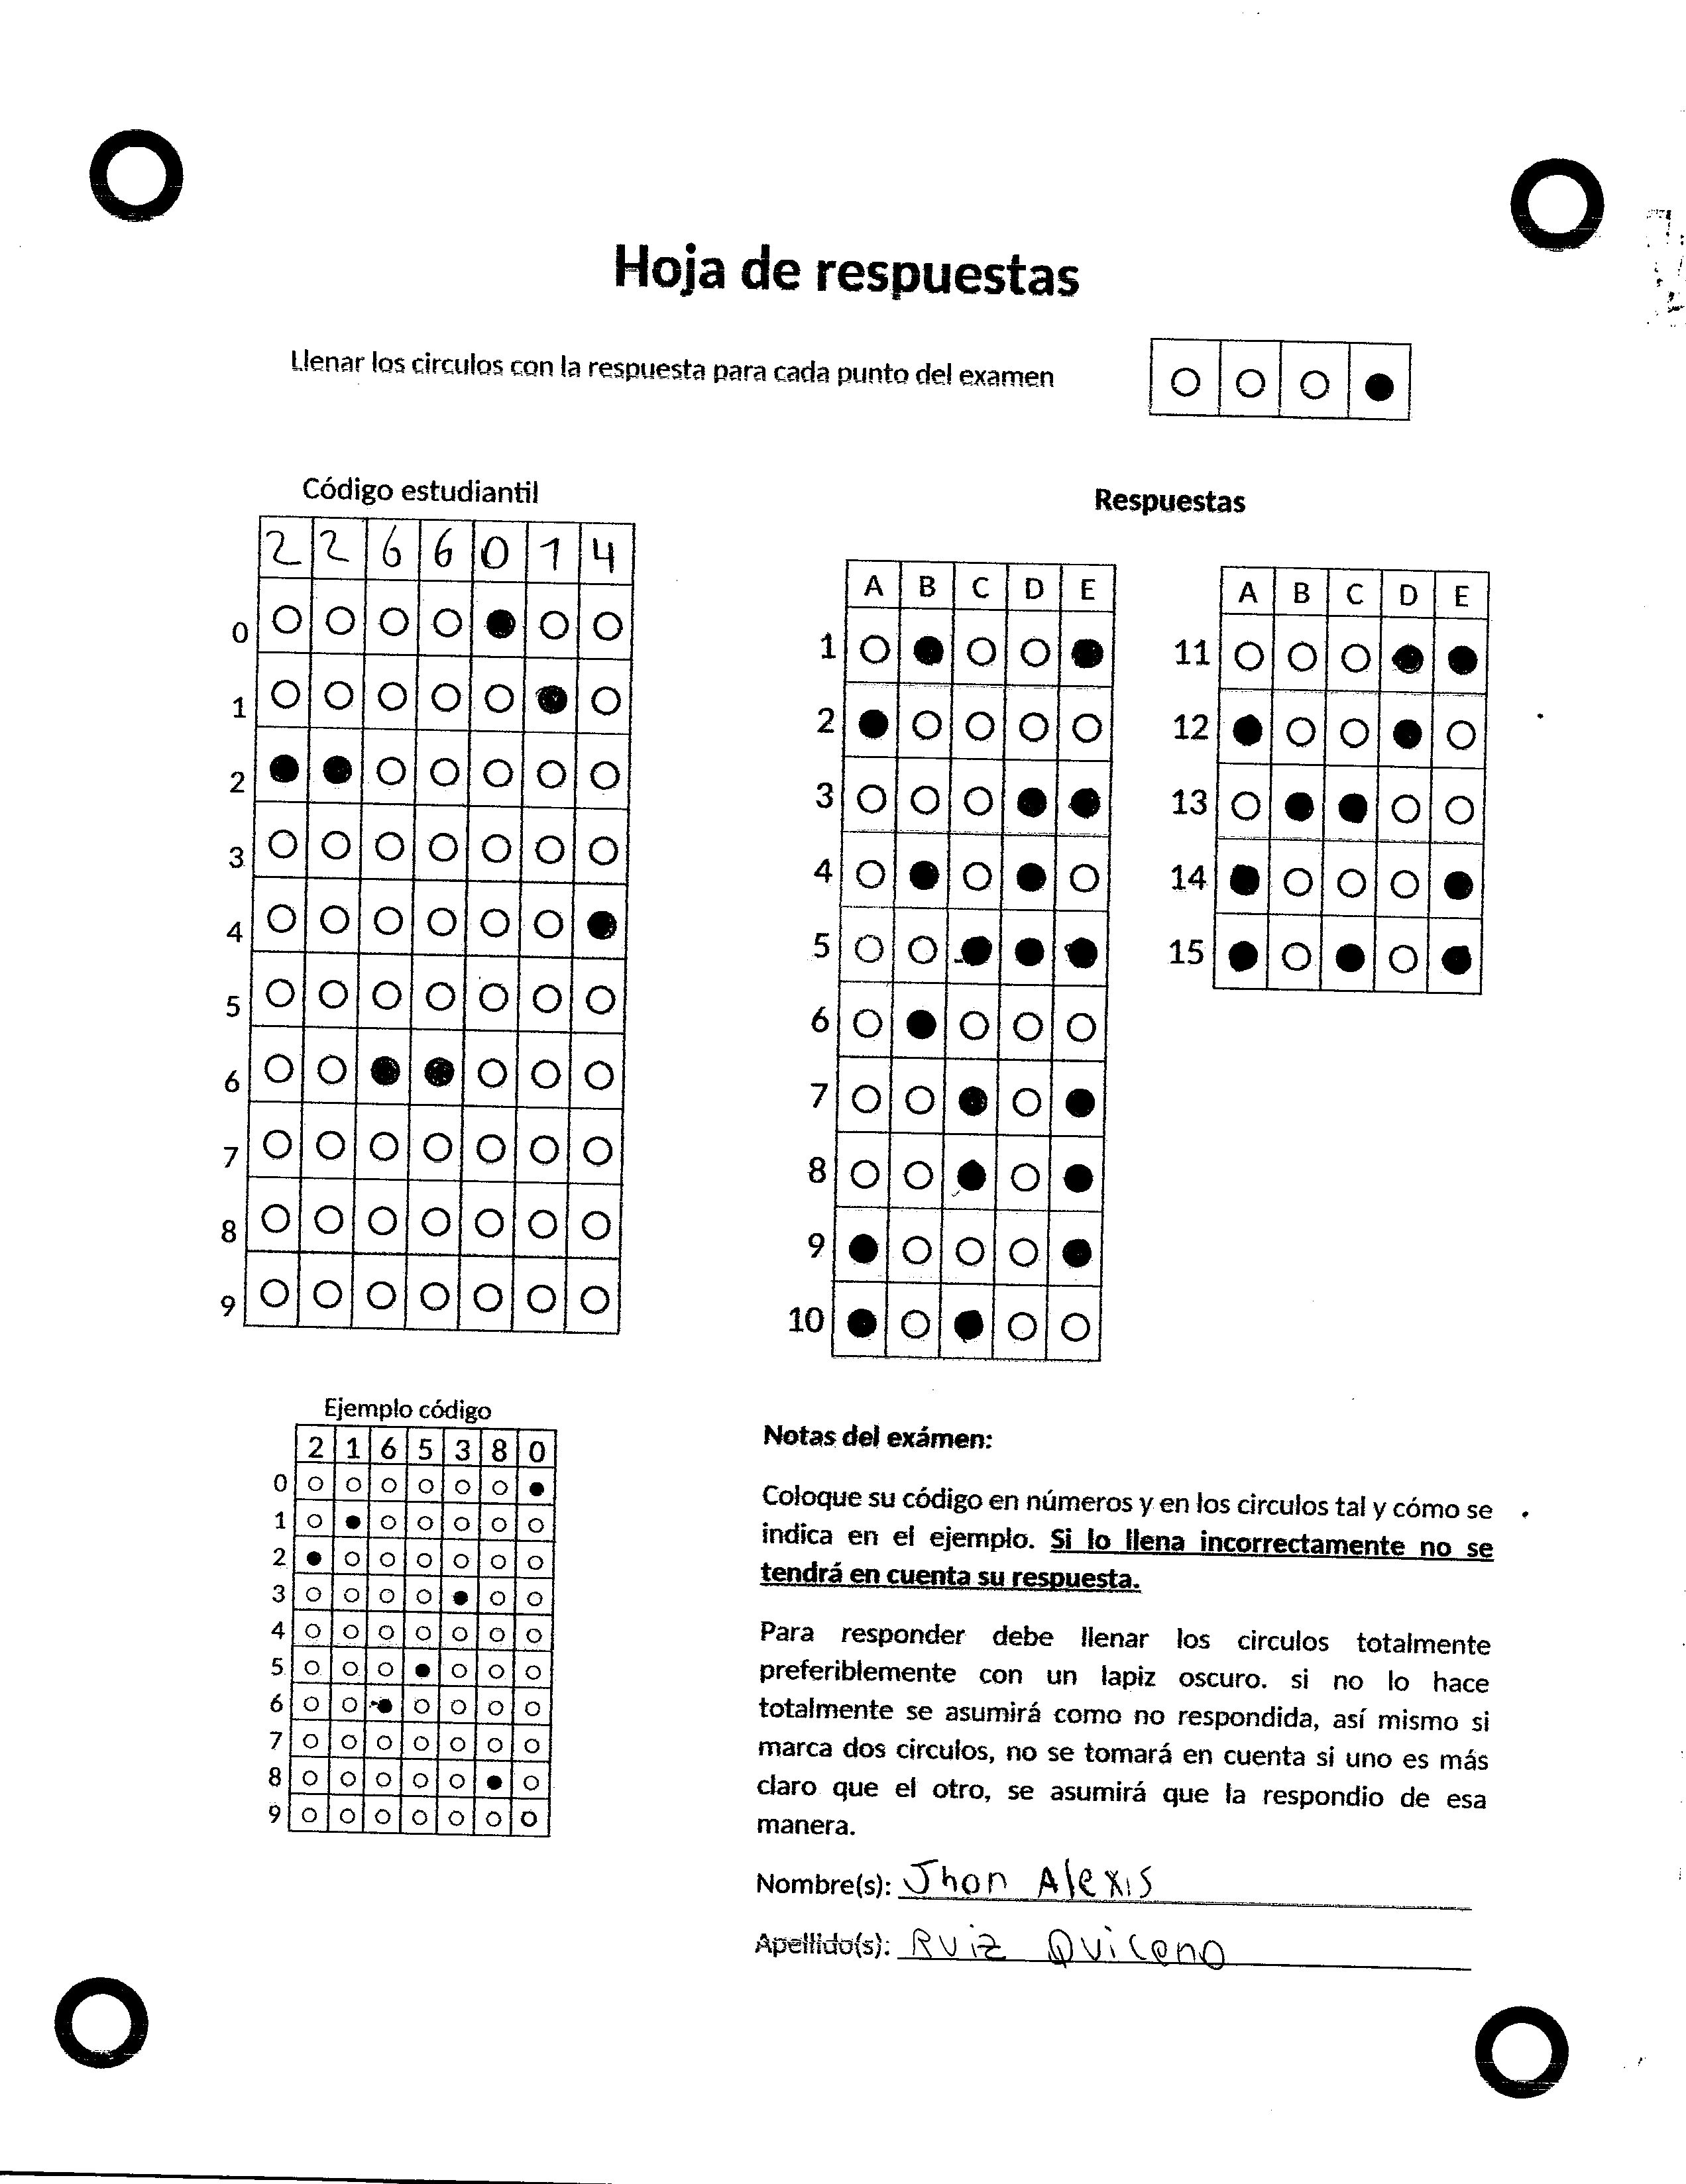 Hoja de respuestas
Llenar los circulos con la respuesta para cada punto del examen
Código estudiantil
2 2 6 6 0 1 4
0
1
2
3
4
5
6
7
8
9
Respuestas
A B C D E
1
2
3
4
5
6
7
8
9
10
A B C D E
11
12
13
14
15
Ejemplo código
2 1 6 5 3 8 0
0
1
2
3
4
5
6
7
8
9
Notas del exámen:
Coloque su código en números y en los circulos tal y cómo se
indica en el ejemplo. Si lo llena incorrectamente no se
tendrá en cuenta su respuesta.
Para responder debe llenar los circulos totalmente
preferiblemente con un lapiz oscuro. si no lo hace
totalmente se asumirá como no respondida, así mismo si
marca dos circulos, no se tomará en cuenta si uno es más
claro que el otro, se asumirá que la respondio de esa
manera.
Nombre(s): Jhon Alexis
Apellido(s): Ruiz Quiceno